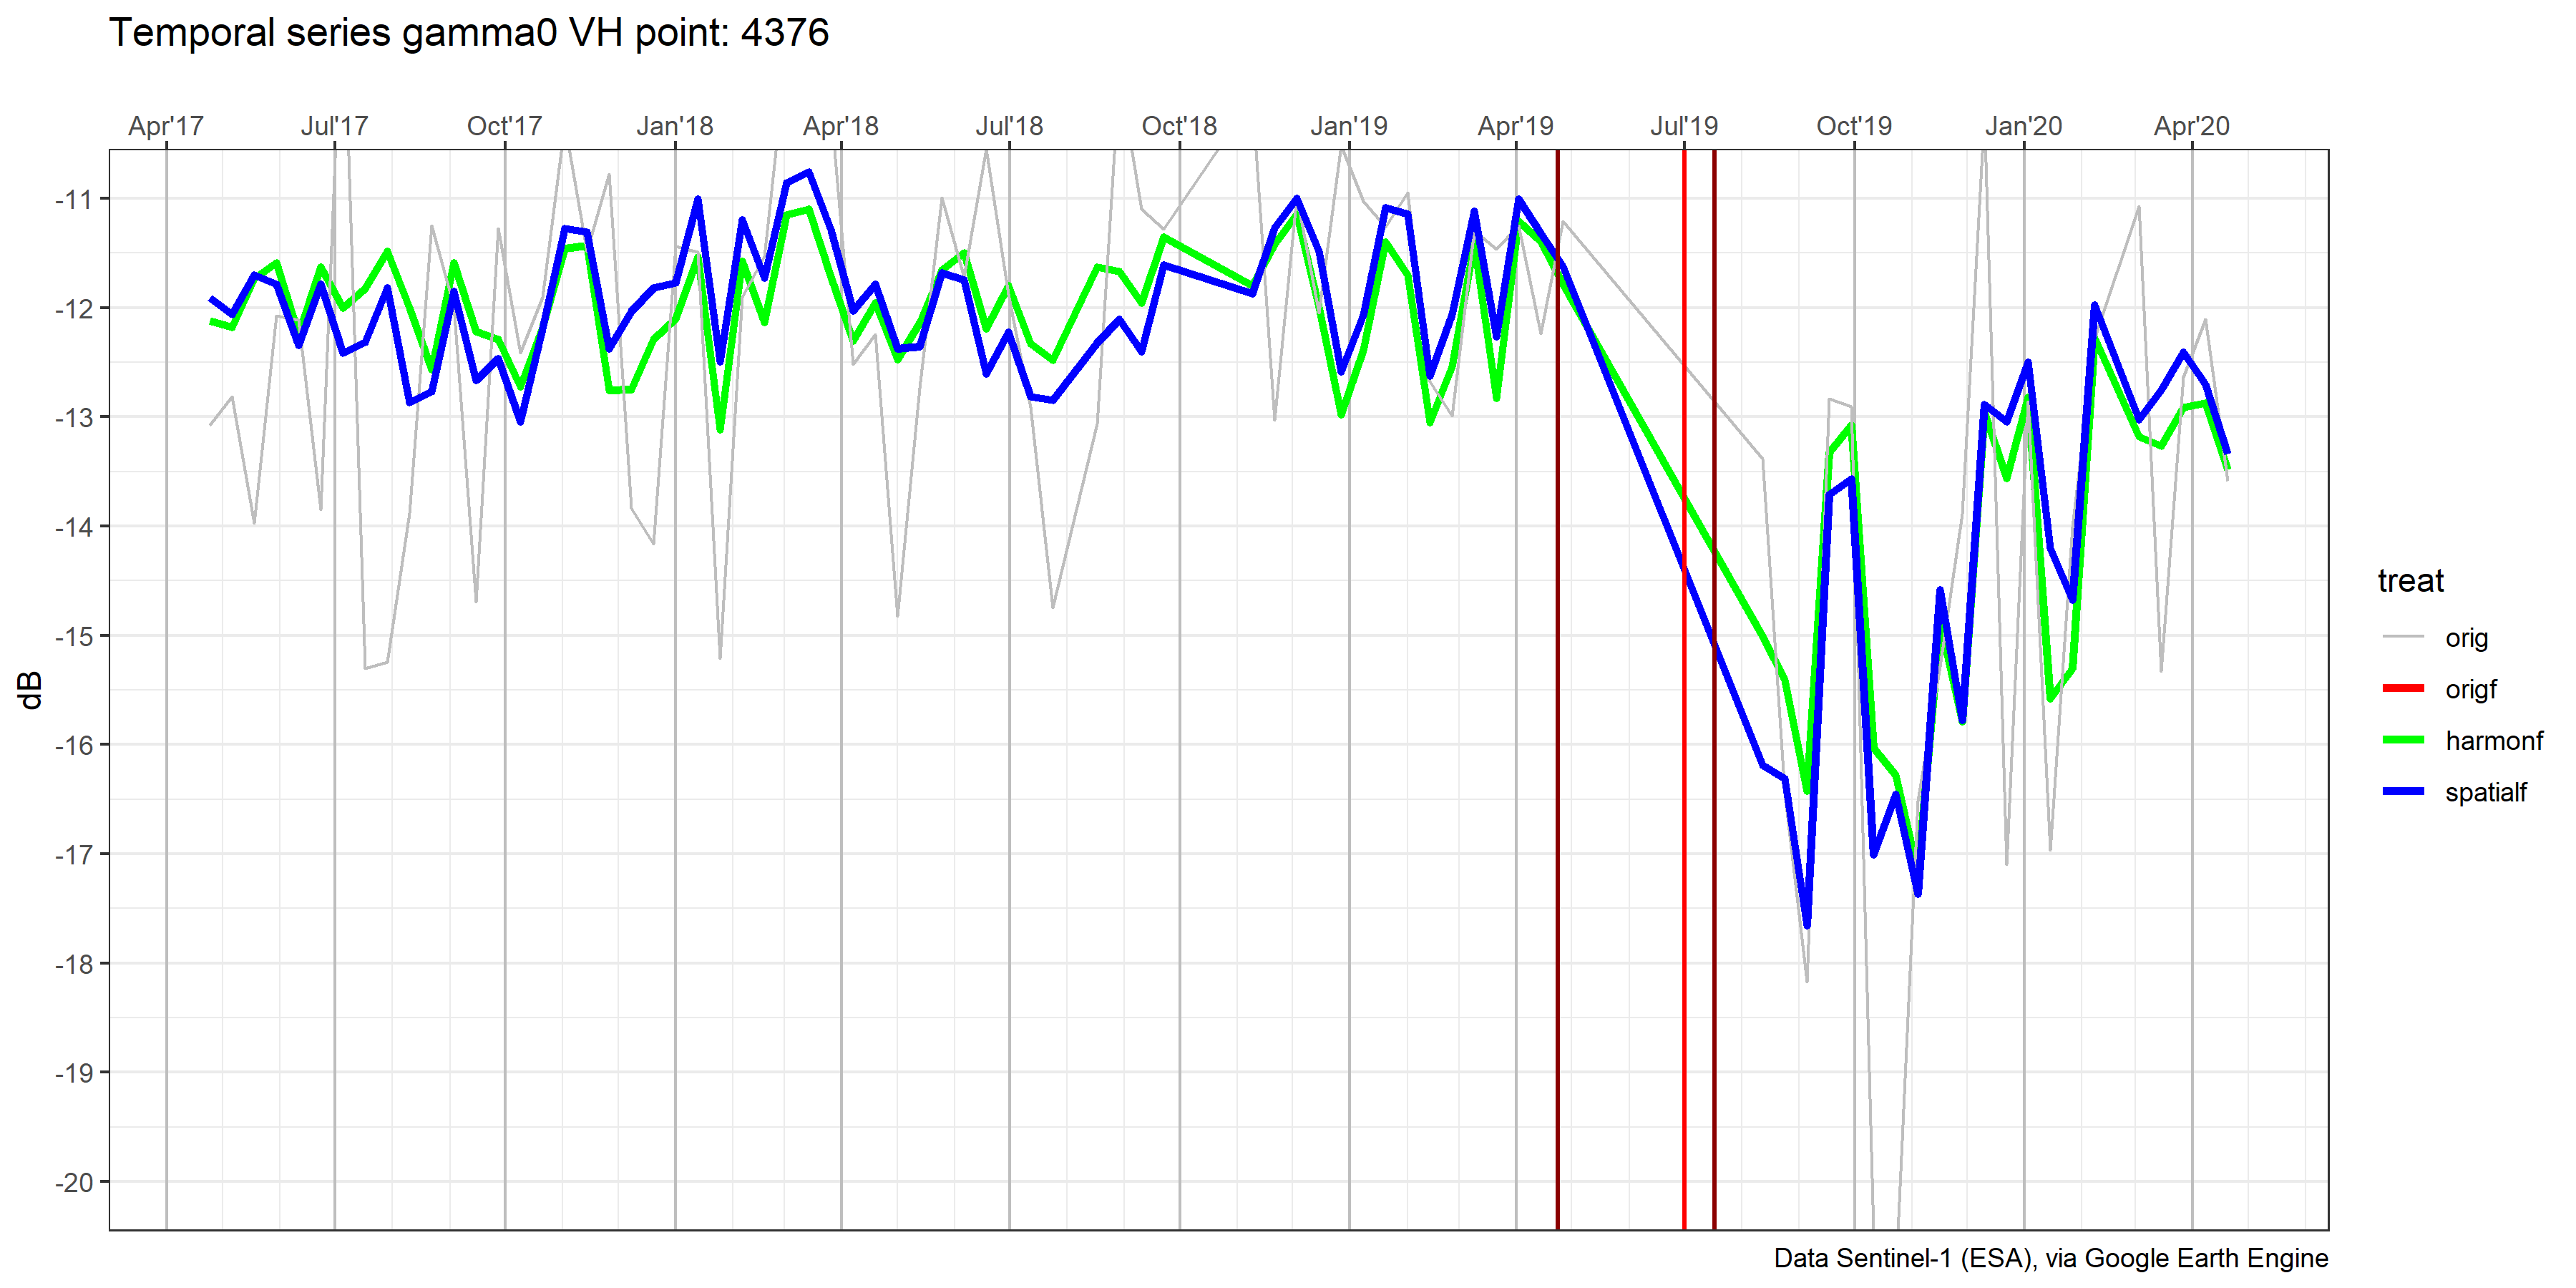 Temporal series gamma0 VH point: 4376
Apr'17 Jul'17 Oct'17 Jan'18 Apr'18 Jul'18 Oct'18 Jan'19 Apr'19 Jul'19 Oct'19 Jan'20 Apr'20
-11
-12
-13
-14
-15
-16
-17
-18
-19
-20
dB
treat
orig
origf
harmonf
spatialf
Data Sentinel-1 (ESA), via Google Earth Engine